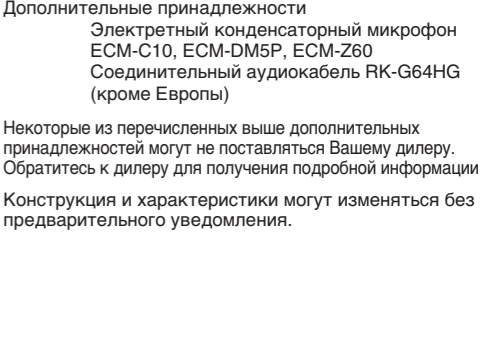 Дополнительные принадлежности
Электретный конденсаторный микрофон
ECM-C10, ECM-DM5P, ECM-Z60
Соединительный аудиокабель RK-G64HG
(кроме Европы)
Некоторые из перечисленных выше дополнительных
принадлежностей могут не поставляться Вашему дилеру.
Обратитесь к дилеру для получения подробной информации
Конструкция и характеристики могут изменяться без
предварительного уведомления.